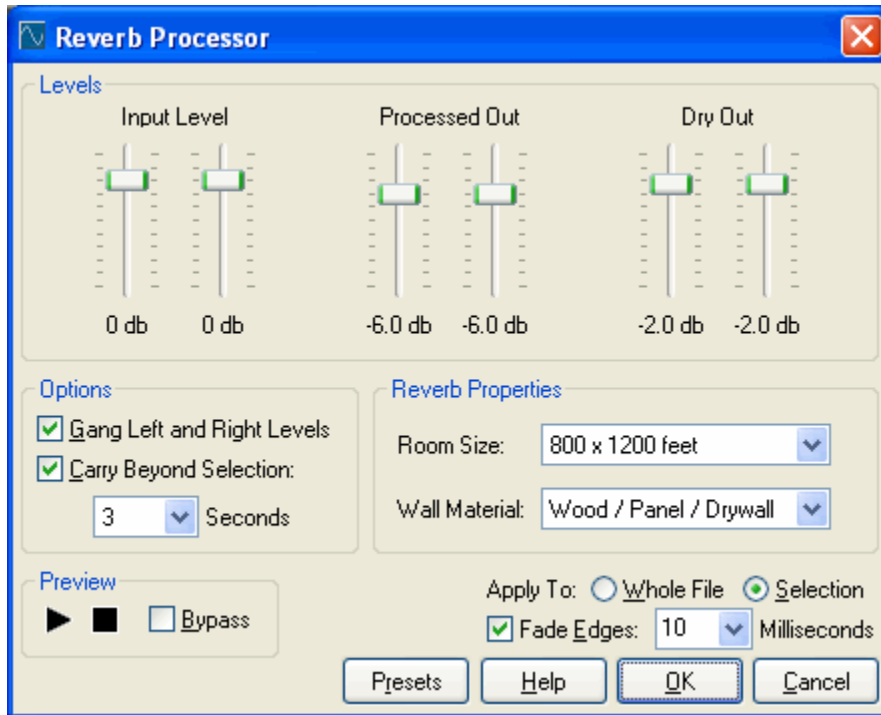 Reverb Processor
Levels
Input Level Processed Out Dry Out
0 db 0 db -6.0 db -6.0 db -2.0 db -2.0 db
Options
Gang Left and Right Levels
Carry Beyond Selection:
3 Seconds
Reverb Properties
Room Size: 800 x 1200 feet
Wall Material: Wood / Panel / Drywall
Preview
Bypass
Apply To: Whole File Selection
Fade Edges: 10 Milliseconds
Presets Help OK Cancel